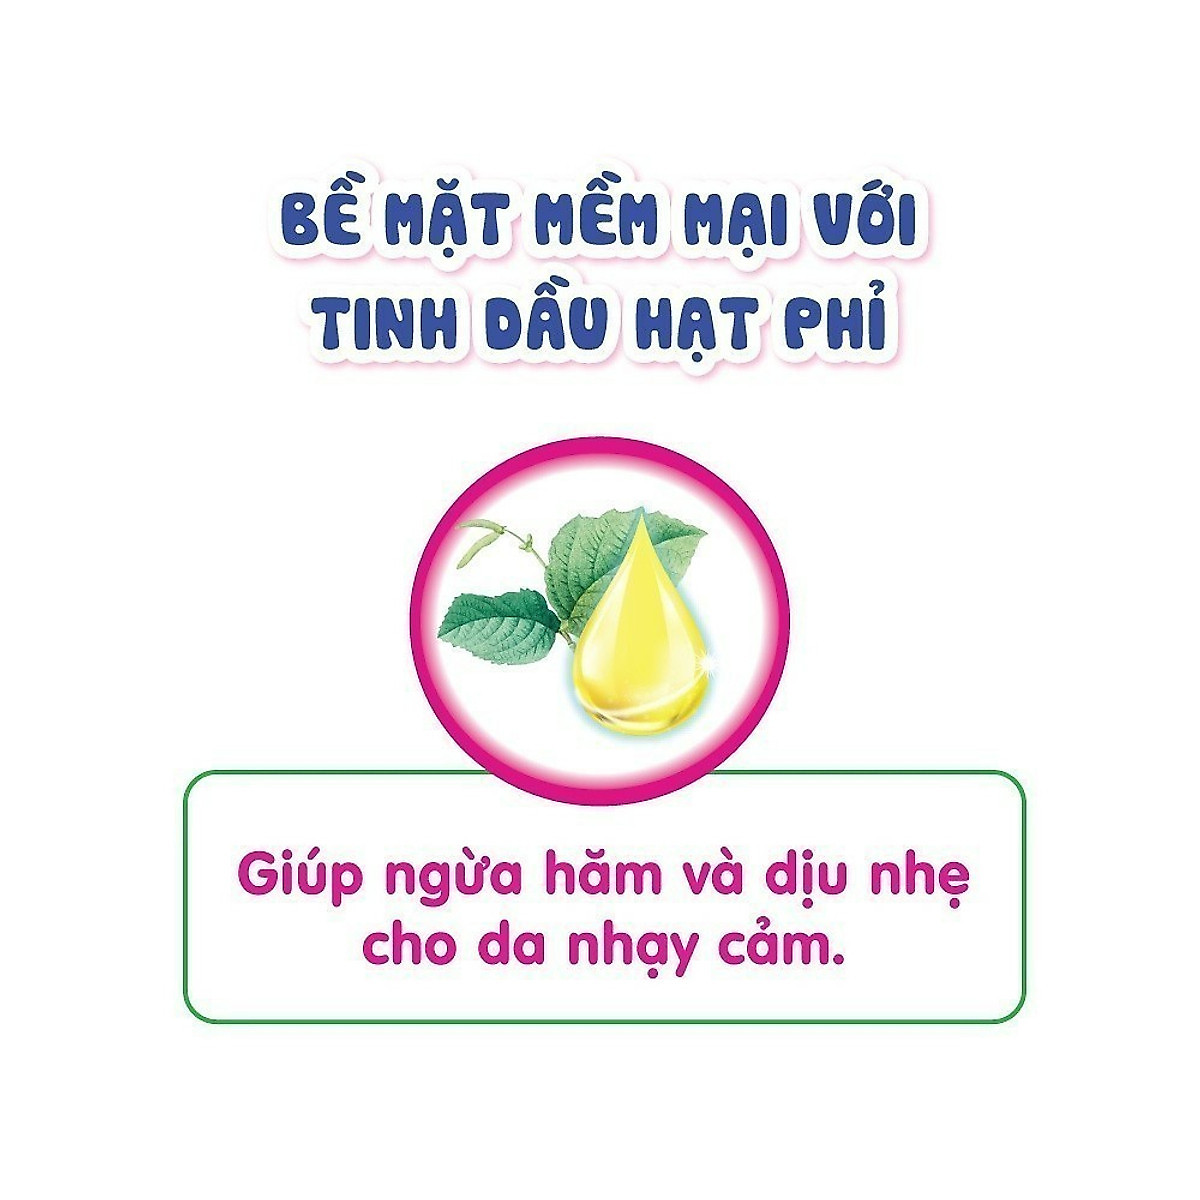 BỀ MẶT MỀM MẠI VỚI
TINH DẦU HẠT PHỈ
Giúp ngừa hăm và dịu nhẹ
cho da nhạy cảm.